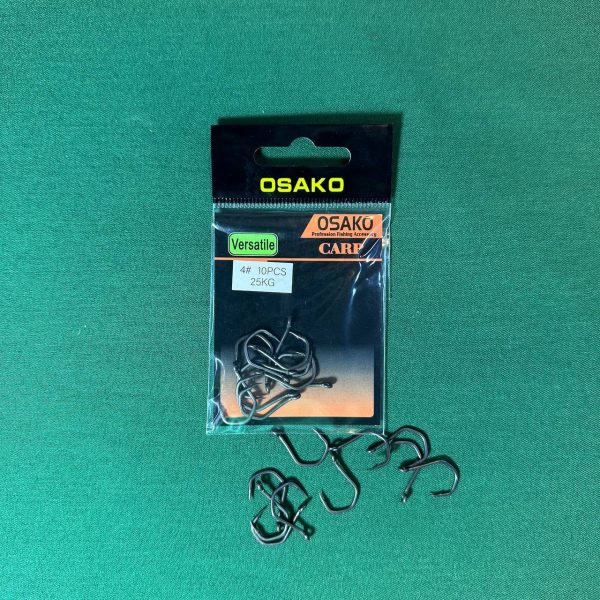 OSAKO
OSAKO
Profession Fishing Accessory
Versatile
CARP
4# 10PCS
25KG